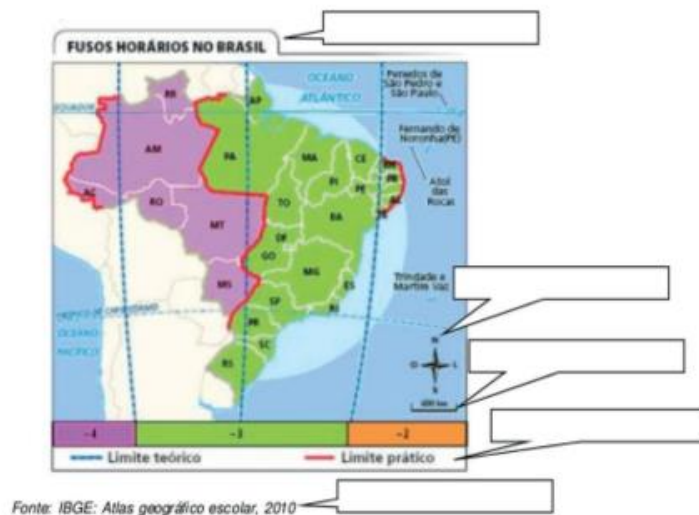 FUSOS HORÁRIOS NO BRASIL
OCEANO
ATLÂNTICO
Penedos de
São Pedro e
São Paulo
EQUADOR
RR
AP
Fernando de
Noronha(PE)
AM
PA
MA
CE
RN
PB
PI
PE
AL
SE
Atol
das
Rocas
AC
RO
TO
BA
MT
DF
GO
MG
Trindade e
Martim Vaz
MS
ES
SP
RJ
TRÓPICO DE CAPRICÓRNIO
OCEANO
PACÍFICO
PR
SC
RS
N
O
L
S
-4
-3
-2
Limite teórico
Limite prático
Fonte: IBGE: Atlas geográfico escolar, 2010